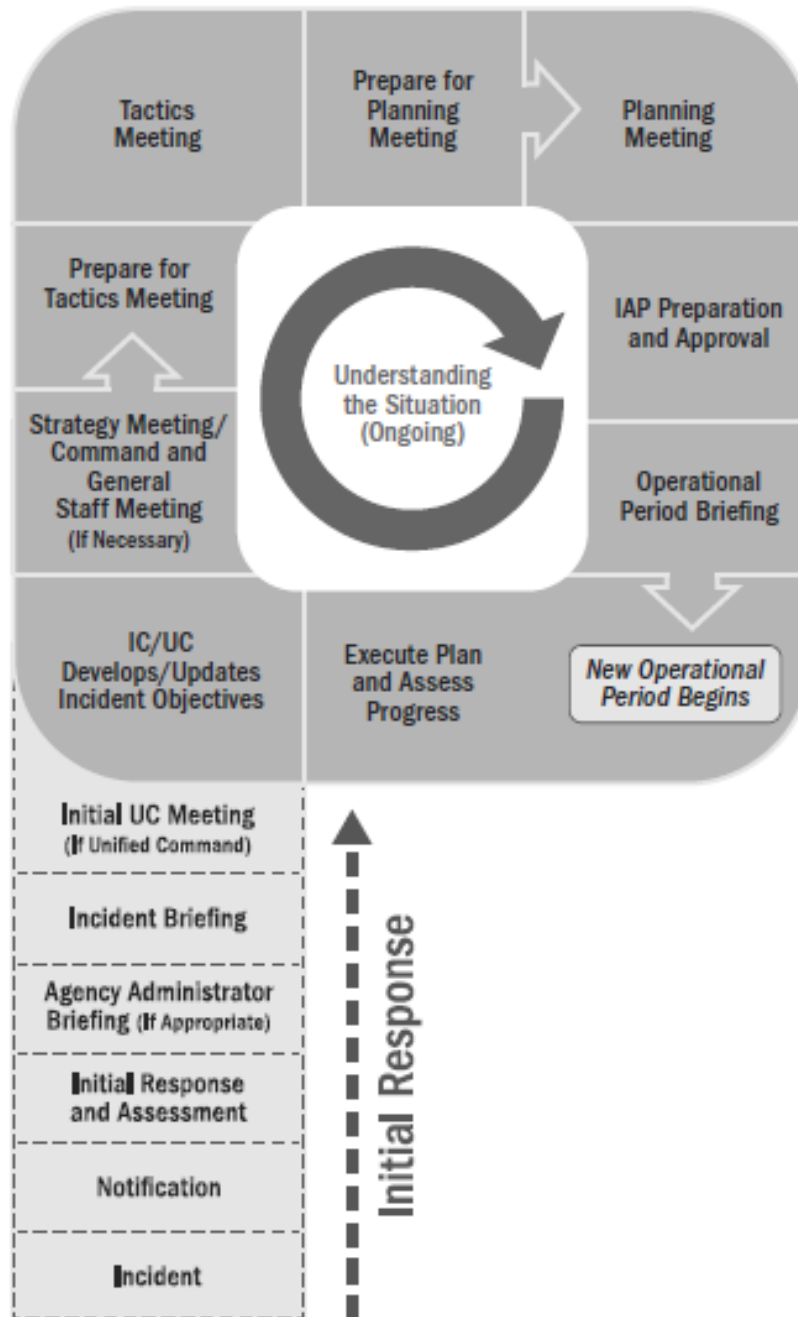 Tactics
Meeting
Prepare for
Planning
Meeting
Planning
Meeting
Prepare for
Tactics Meeting
IAP Preparation
and Approval
Understanding
the Situation
(Ongoing)
Strategy Meeting/
Command and
General
Staff Meeting
(If Necessary)
Operational
Period Briefing
IC/UC
Develops/Updates
Incident Objectives
Execute Plan
and Assess
Progress
New Operational
Period Begins
Initial UC Meeting
(If Unified Command)
Incident Briefing
Agency Administrator
Briefing (If Appropriate)
Initial Response
and Assessment
Notification
Incident
Initial Response